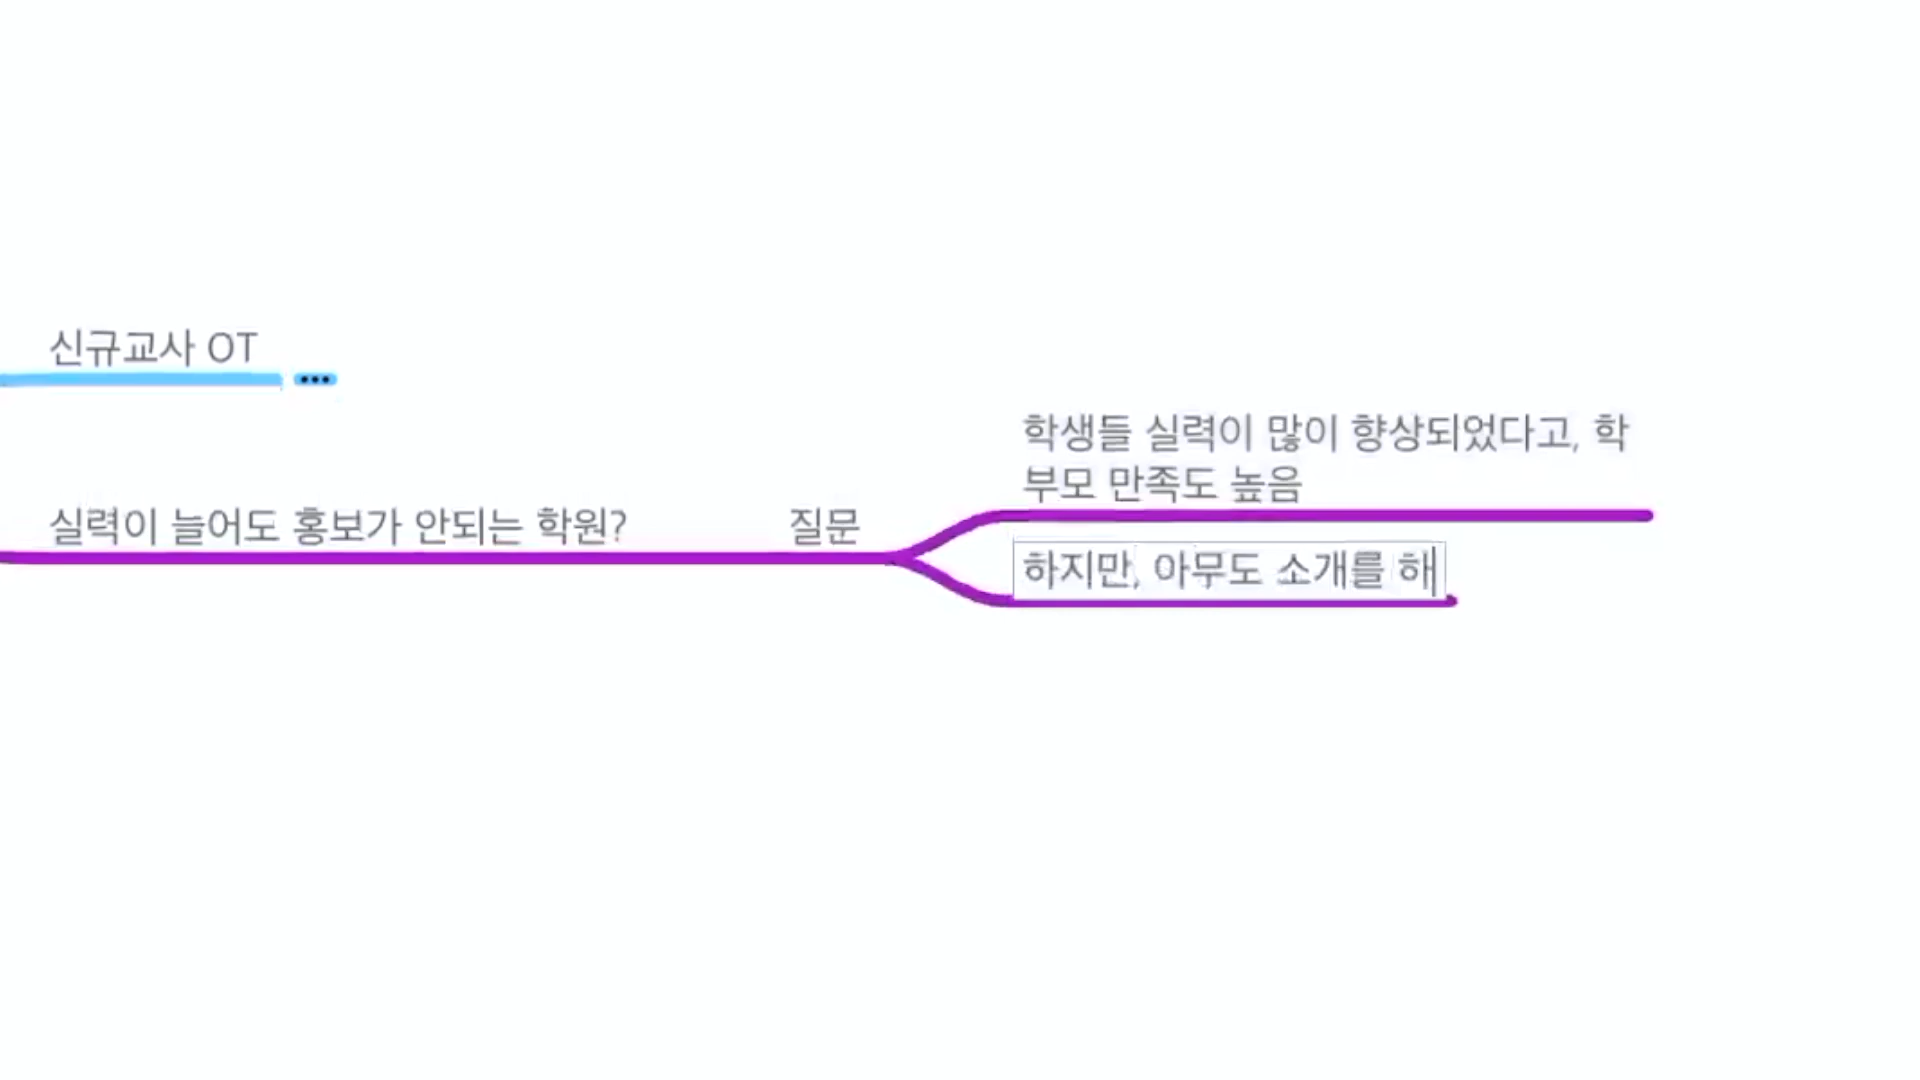 신규교사 OT
실력이 늘어도 홍보가 안되는 학원?
질문
학생들 실력이 많이 향상되었다고, 학
부모 만족도 높음
하지만, 아무도 소개를 해